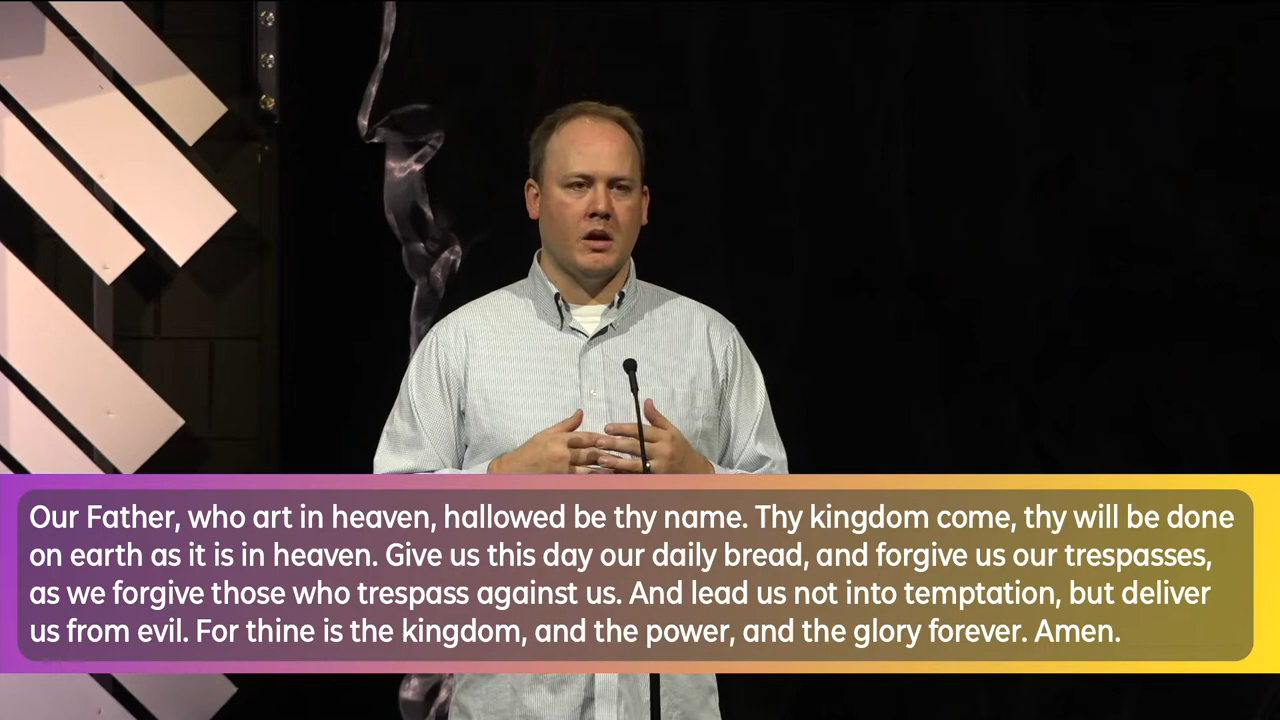 Our Father, who art in heaven, hallowed be thy name. Thy kingdom come, thy will be done
on earth as it is in heaven. Give us this day our daily bread, and forgive us our trespasses,
as we forgive those who trespass against us. And lead us not into temptation, but deliver
us from evil. For thine is the kingdom, and the power, and the glory forever. Amen.